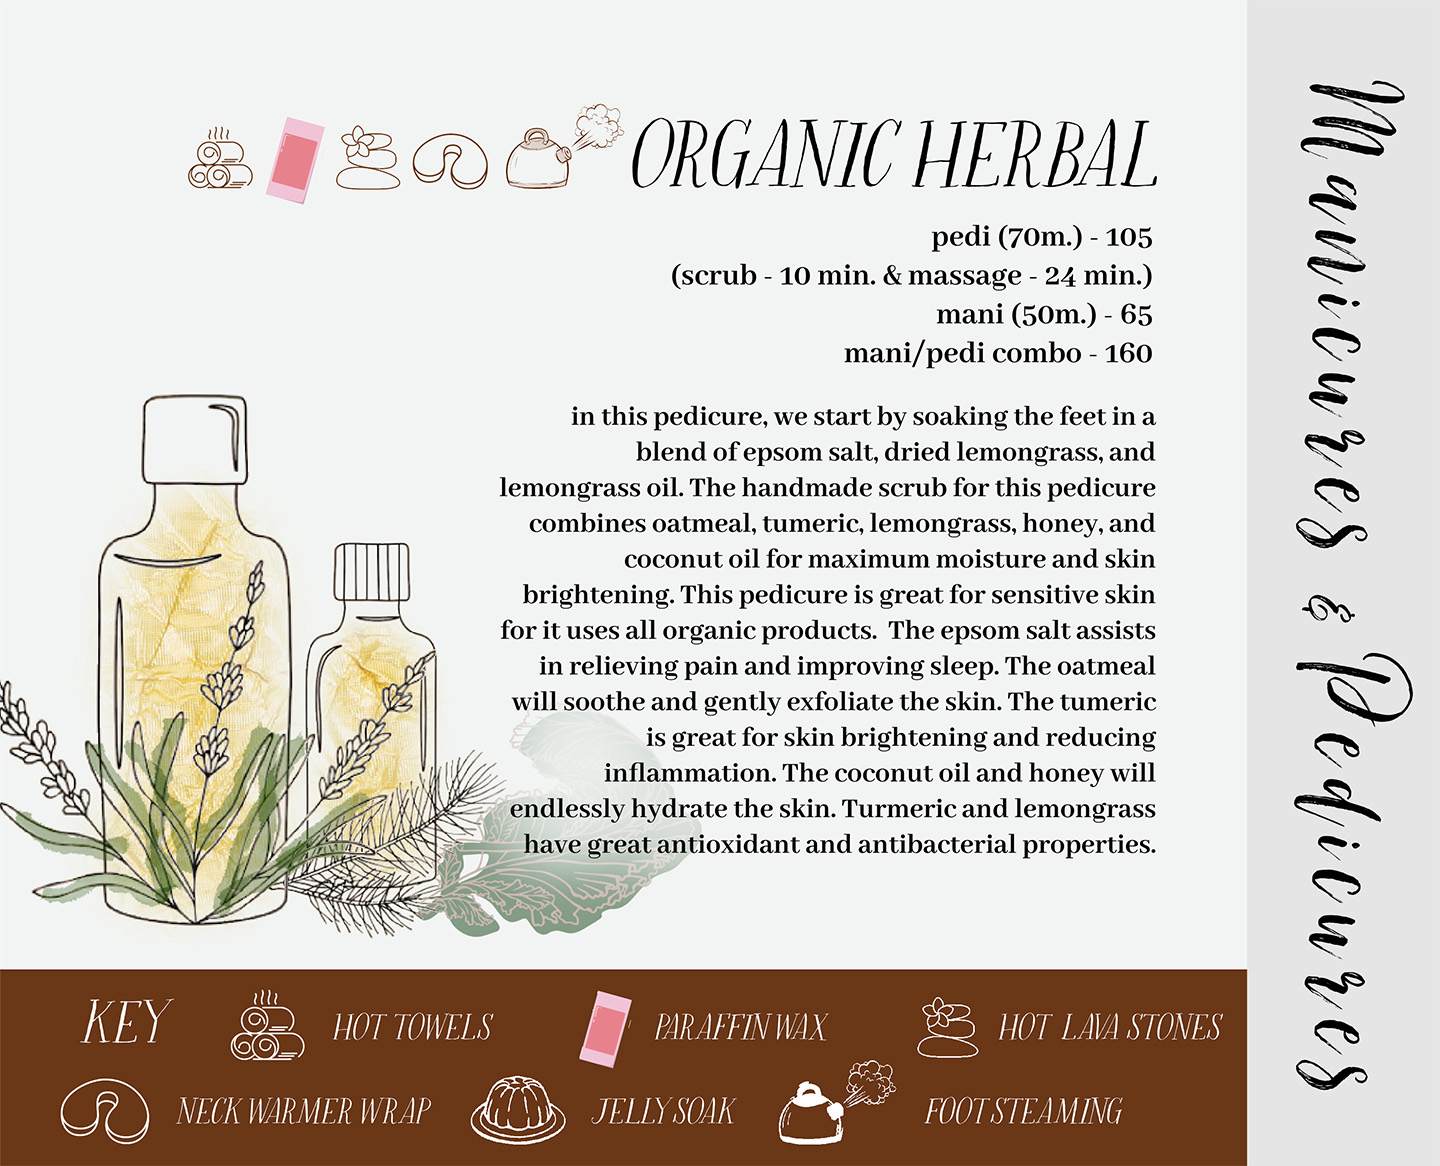 ORGANIC HERBAL
pedi (70m.) - 105
(scrub - 10 min. & massage - 24 min.)
mani (50m.) - 65
mani/pedi combo - 160
in this pedicure, we start by soaking the feet in a
blend of epsom salt, dried lemongrass, and
lemongrass oil. The handmade scrub for this pedicure
combines oatmeal, tumeric, lemongrass, honey, and
coconut oil for maximum moisture and skin
brightening. This pedicure is great for sensitive skin
for it uses all organic products.  The epsom salt assists
in relieving pain and improving sleep. The oatmeal
will soothe and gently exfoliate the skin. The tumeric
is great for skin brightening and reducing
inflammation. The coconut oil and honey will
endlessly hydrate the skin. Turmeric and lemongrass
have great antioxidant and antibacterial properties.
KEY
HOT TOWELS
PARAFFIN WAX
HOT LAVA STONES
NECK WARMER WRAP
JELLY SOAK
FOOT STEAMING
Manicures & Pedicures